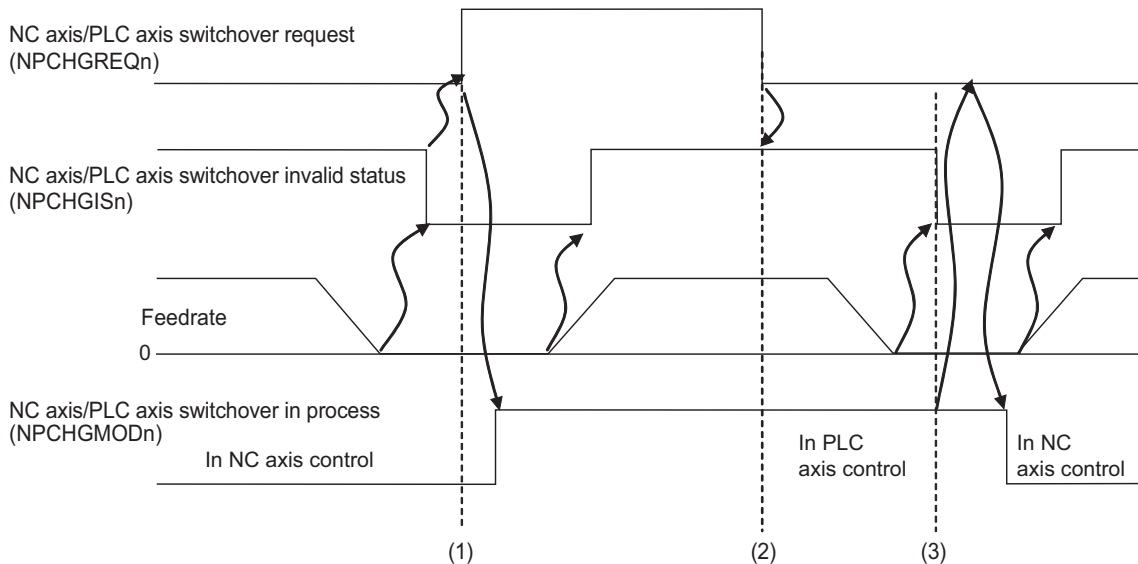 NC axis/PLC axis switchover request
(NPCHGREQn)
NC axis/PLC axis switchover invalid status
(NPCHGISn)
Feedrate
0
NC axis/PLC axis switchover in process
(NPCHGMODn)
In NC axis control
In PLC
axis control
In NC
axis control
(1)
(2)
(3)